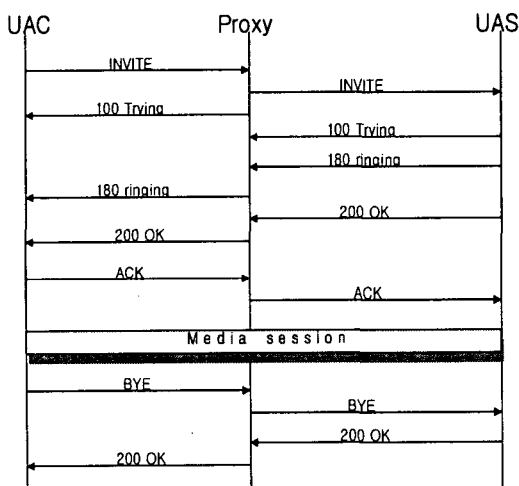 UAC Proxy UAS
INVITE
INVITE
100 Trying
100 Trying
180 ringing
180 ringing
200 OK
200 OK
ACK
ACK
Media session
BYE
BYE
200 OK
200 OK